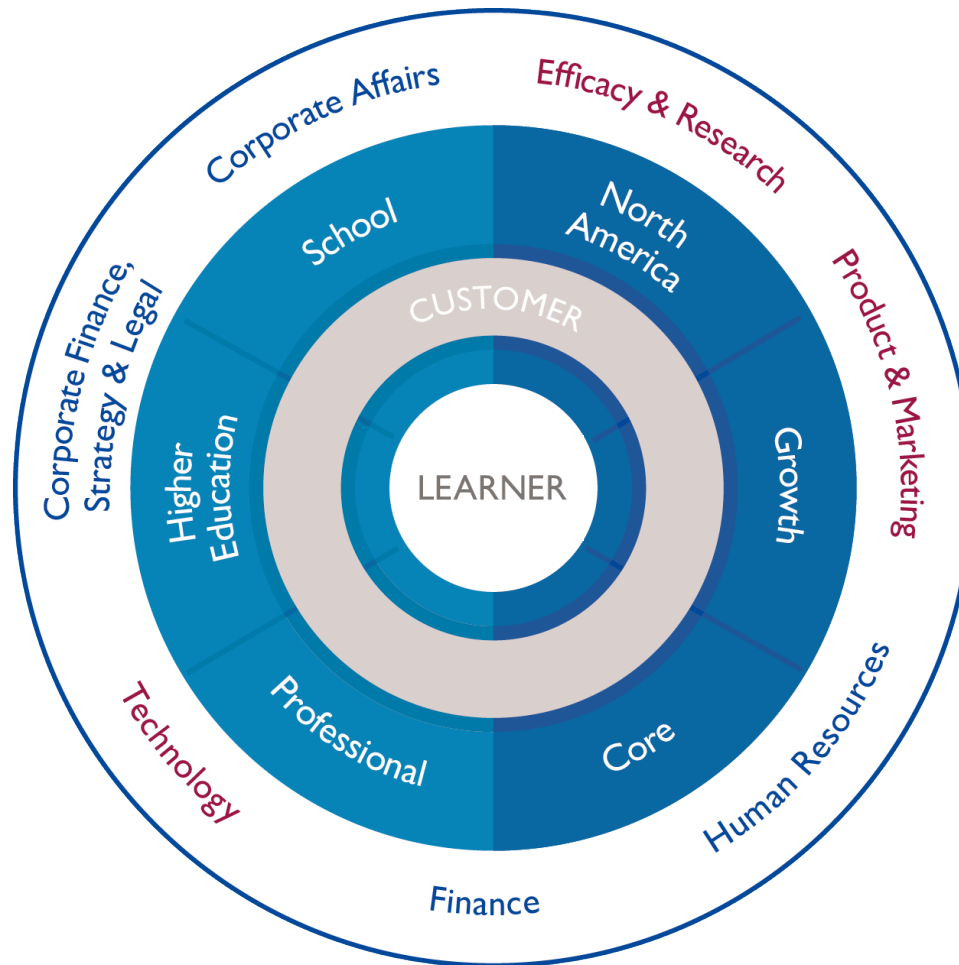 Corporate Affairs
Efficacy & Research
Product & Marketing
Human Resources
Finance
Technology
Corporate Finance,
Strategy & Legal
School
North
America
Growth
Core
Professional
Higher
Education
CUSTOMER
LEARNER